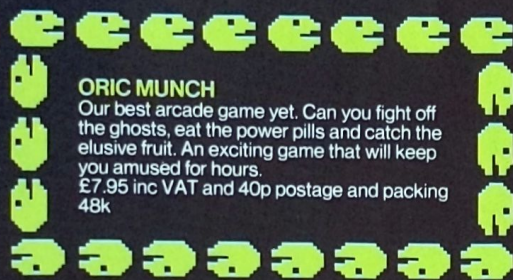 ORIC MUNCH
Our best arcade game yet. Can you fight off
the ghosts, eat the power pills and catch the
elusive fruit. An exciting game that will keep
you amused for hours.
£7.95 inc VAT and 40p postage and packing
48k